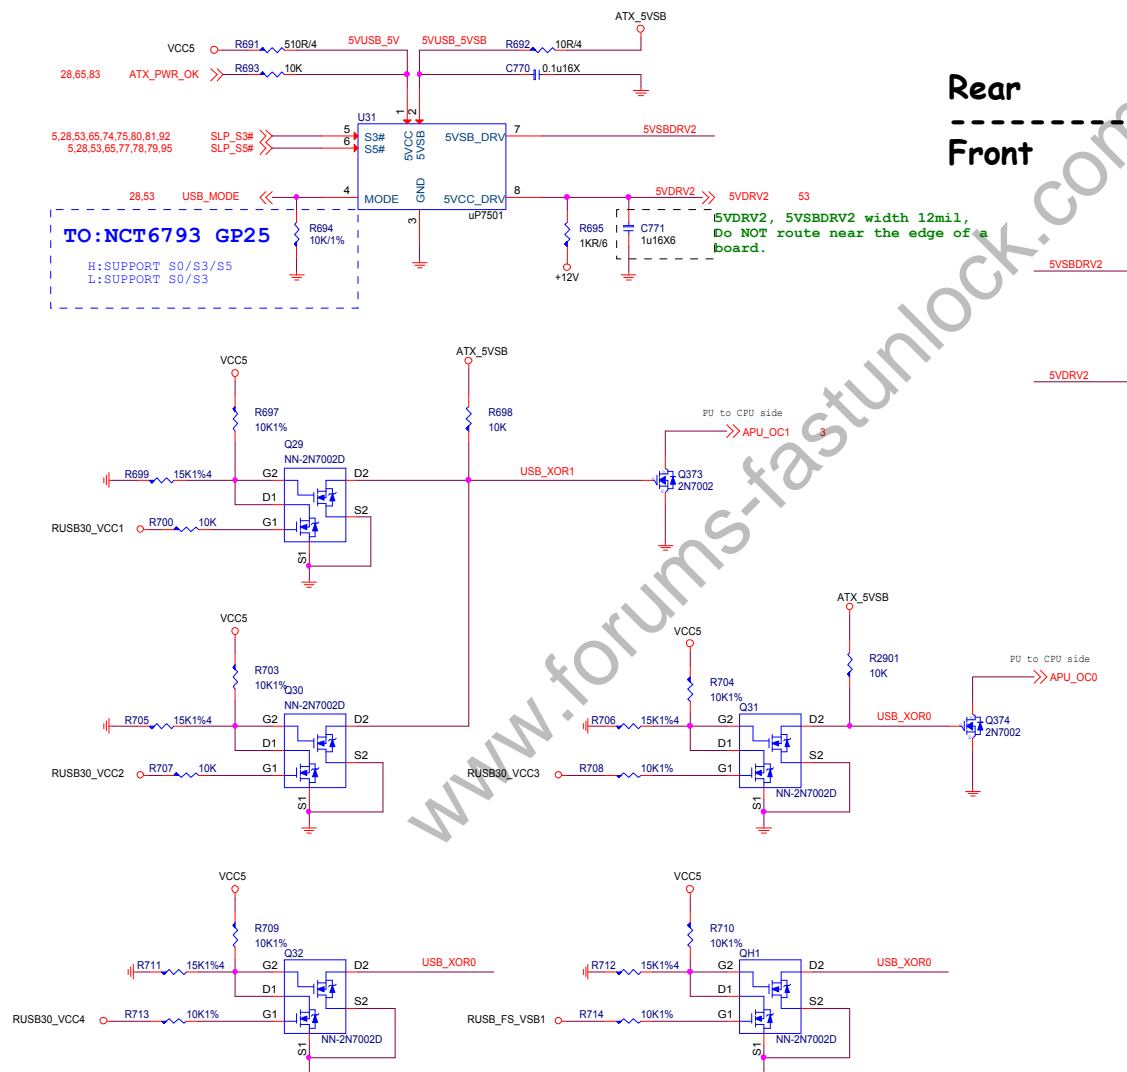 ATX_5VSB
VCC5
R691
510R/4
5VUSB_5V
5VUSB_5VSB
R692
10R/4
28,65,83
ATX_PWR_OK
R693
10K
C770
0.1u16X
Rear
Front
U31
1
2
5,28,53,65,74,75,80,81,92
SLP_S3#
5
S3#
5VCC
5VSB
5VSB_DRV
7
5VSBDRV2
5,28,53,65,77,78,79,95
SLP_S5#
6
S5#
28,53
USB_MODE
4
MODE
GND
5VCC_DRV
8
5VDRV2
5VDRV2
53
uP7501
3
TO:NCT6793 GP25
H:SUPPORT S0/S3/S5
L:SUPPORT S0/S3
R694
10K/1%
R695
1KR/6
+12V
C771
1u16X6
5VDRV2, 5VSBDRV2 width 12mil,
Do NOT route near the edge of a
board.
5VSBDRV2
5VDRV2
VCC5
ATX_5VSB
R697
10K1%
R698
10K
PU to CPU side
APU_OC1
3
Q29
NN-2N7002D
R699
15K1%4
G2
D2
USB_XOR1
Q373
2N7002
D1
S2
RUSB30_VCC1
R700
10K
G1
S1
VCC5
R703
10K1%
Q30
NN-2N7002D
R705
15K1%4
G2
D2
D1
S2
RUSB30_VCC2
R707
10K
G1
S1
ATX_5VSB
VCC5
R704
10K1%
R2901
10K
PU to CPU side
APU_OC0
Q31
R706
15K1%4
G2
D2
USB_XOR0
Q374
2N7002
D1
S2
RUSB30_VCC3
R708
10K1%
G1
S1
NN-2N7002D
VCC5
R709
10K1%
Q32
R711
15K1%4
G2
D2
USB_XOR0
D1
S2
RUSB30_VCC4
R713
10K1%
G1
S1
NN-2N7002D
VCC5
R710
10K1%
QH1
R712
15K1%4
G2
D2
USB_XOR0
D1
S2
RUSB_FS_VSB1
R714
10K1%
G1
S1
NN-2N7002D
www.forums-fastunlock.com